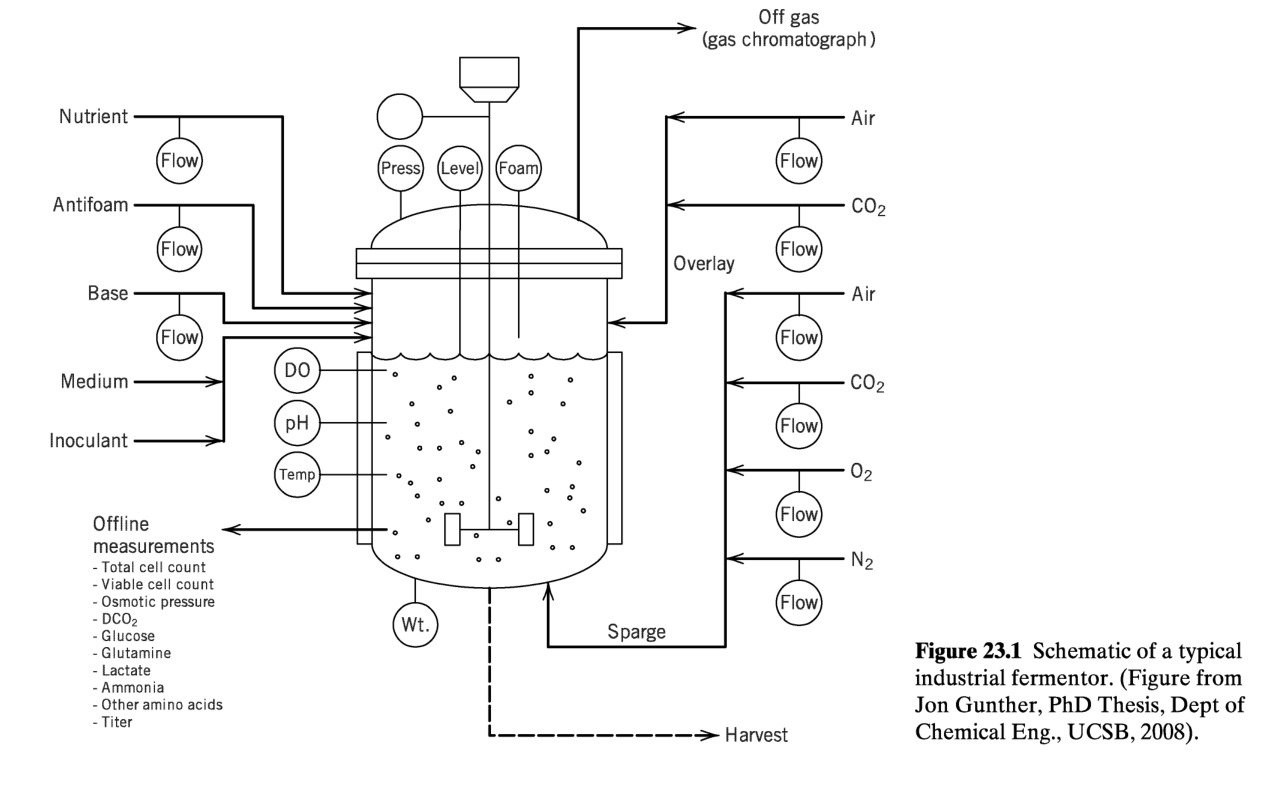 Off gas
(gas chromatograph)
Nutrient
Flow
Air
Flow
Press
Level
Foam
Antifoam
Flow
CO2
Flow
Overlay
Base
Flow
Air
Flow
DO
Medium
CO2
Flow
pH
Inoculant
Temp
O2
Flow
Offline
measurements
- Total cell count
- Viable cell count
- Osmotic pressure
- DCO2
- Glucose
- Glutamine
- Lactate
- Ammonia
- Other amino acids
- Titer
N2
Flow
Wt.
Sparge
Harvest
Figure 23.1 Schematic of a typical
industrial fermentor. (Figure from
Jon Gunther, PhD Thesis, Dept of
Chemical Eng., UCSB, 2008).